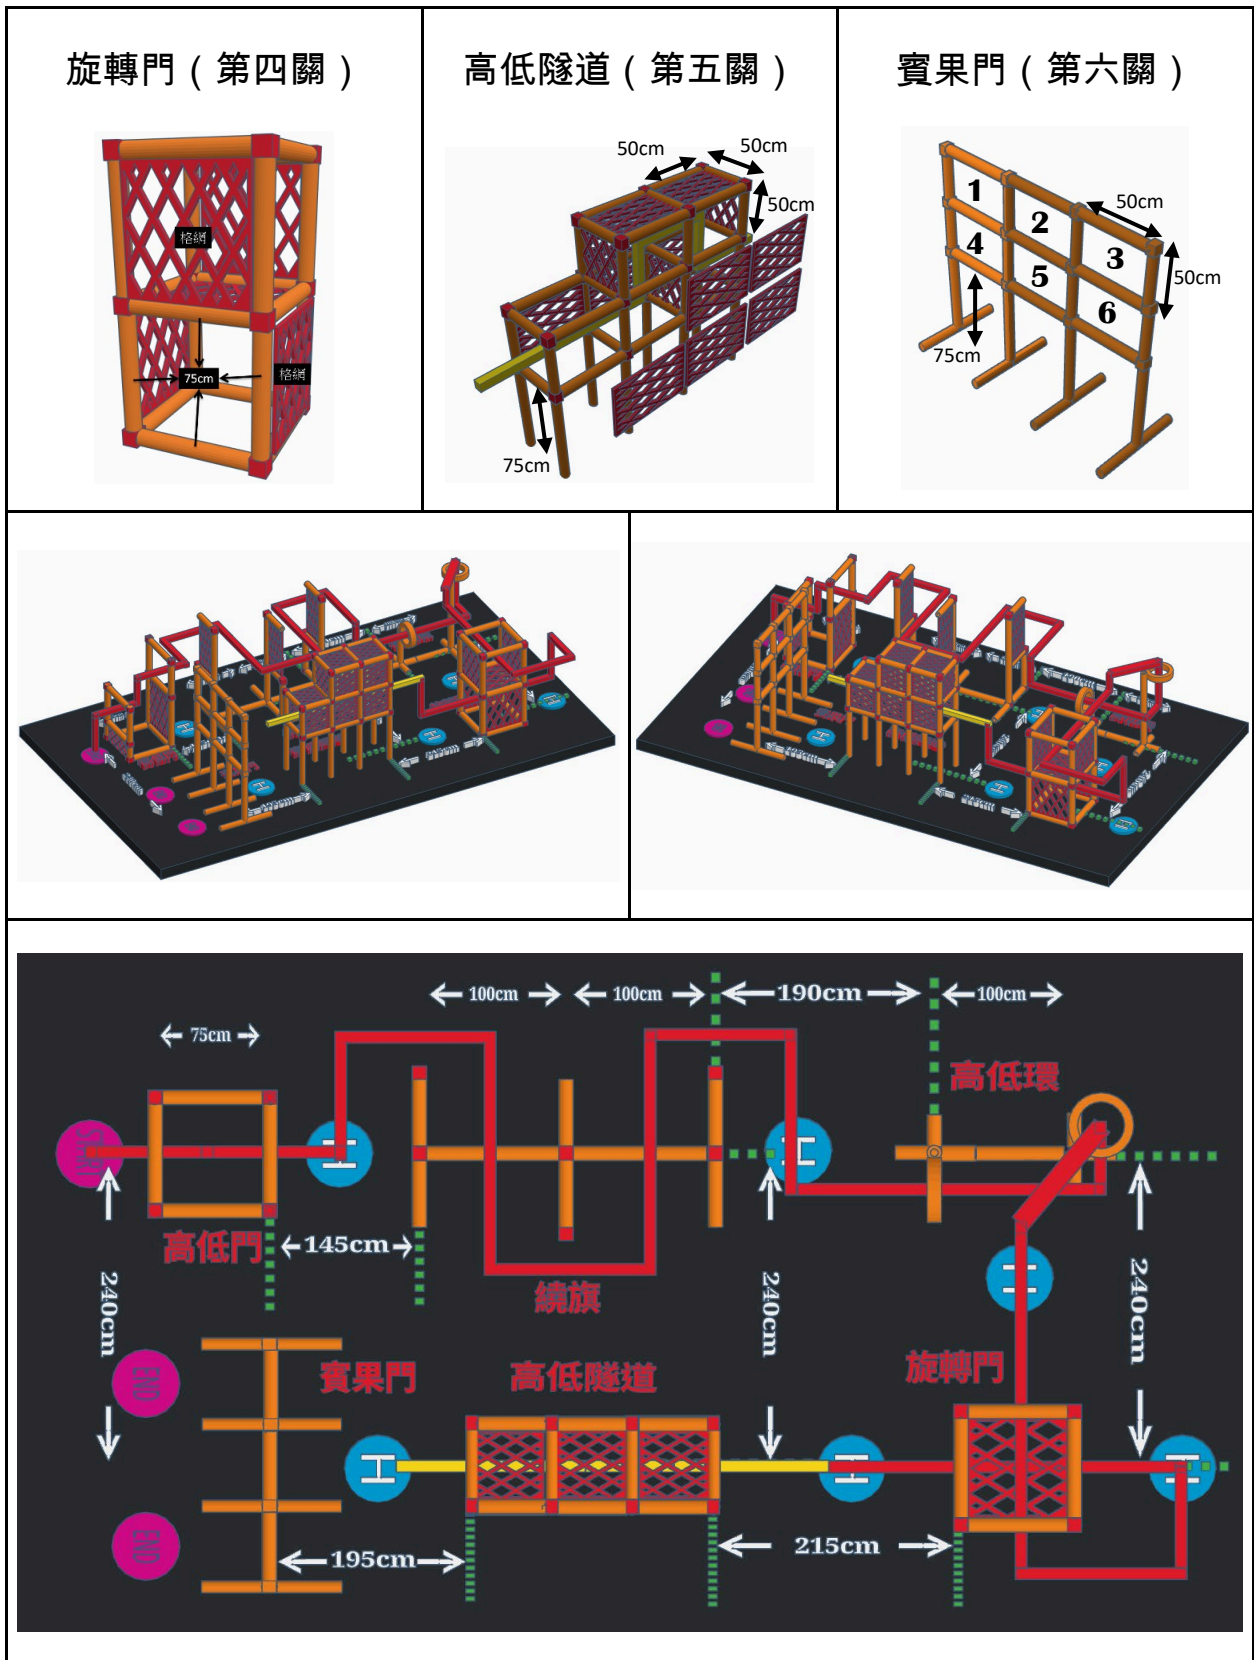 旋轉門（第四關）
格網
格網
75cm
高低隧道（第五關）
50cm
50cm
50cm
75cm
賓果門（第六關）
1
2
3
4
5
6
50cm
50cm
75cm
75cm
100cm
100cm
190cm
100cm
高低環
START
H
H
高低門
145cm
繞旗
240cm
240cm
240cm
H
END
賓果門
高低隧道
旋轉門
H
H
H
END
195cm
215cm